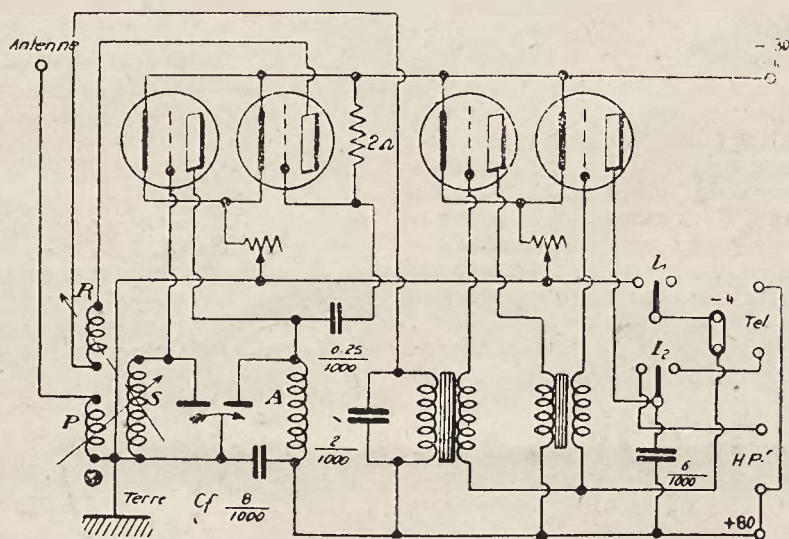 Antenne
- 30
2Ω
R
I₁
- 4
Tel.
0.25
1000
I₂
S
A
P
2
1000
6
1000
H.P.
Terre
Cf 8
1000
+80